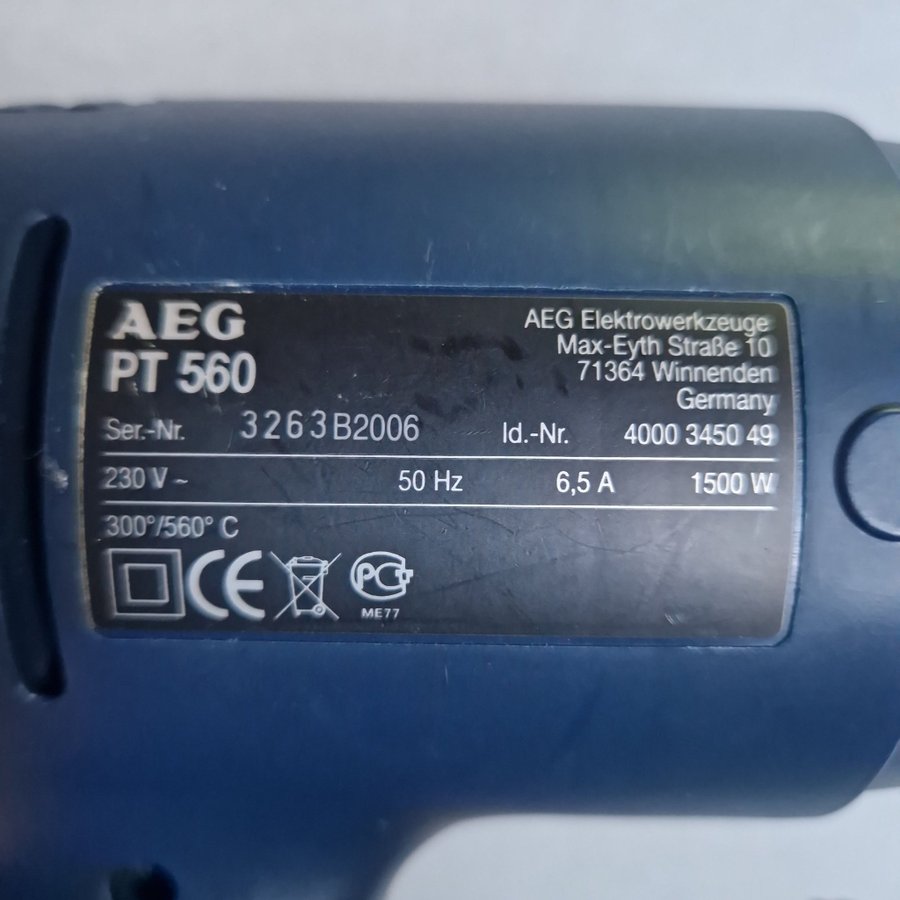 AEG
PT 560
AEG Elektrowerkzeuge
Max-Eyth Straße 10
71364 Winnenden
Germany
Ser.-Nr. 3263B2006 Id.-Nr. 4000 3450 49
230 V ~ 50 Hz 6,5 A 1500 W
300°/560° C
CE PCT
ME77